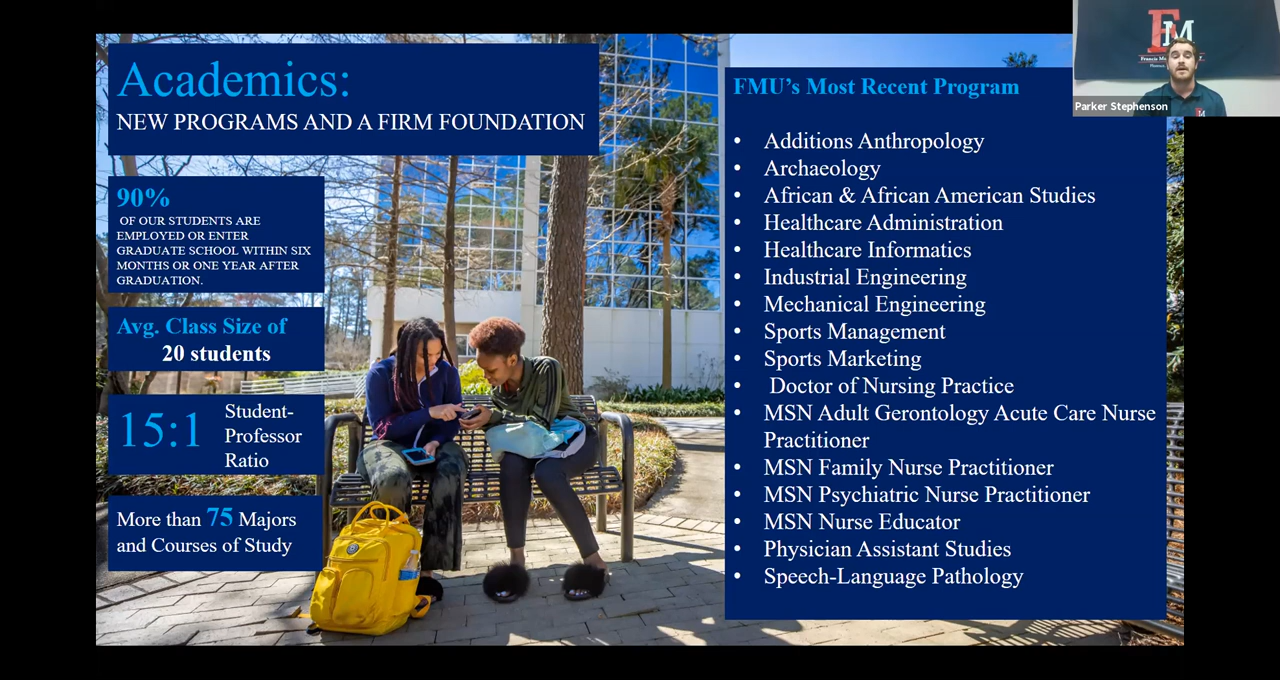 Academics:
NEW PROGRAMS AND A FIRM FOUNDATION
90%
OF OUR STUDENTS ARE
EMPLOYED OR ENTER
GRADUATE SCHOOL WITHIN SIX
MONTHS OR ONE YEAR AFTER
GRADUATION.
Avg. Class Size of
20 students
15:1
Student-
Professor
Ratio
More than 75 Majors
and Courses of Study
FMU’s Most Recent Program
• Additions Anthropology
• Archaeology
• African & African American Studies
• Healthcare Administration
• Healthcare Informatics
• Industrial Engineering
• Mechanical Engineering
• Sports Management
• Sports Marketing
• Doctor of Nursing Practice
• MSN Adult Gerontology Acute Care Nurse
Practitioner
• MSN Family Nurse Practitioner
• MSN Psychiatric Nurse Practitioner
• MSN Nurse Educator
• Physician Assistant Studies
• Speech-Language Pathology
FM
Francis
Parker Stephenson